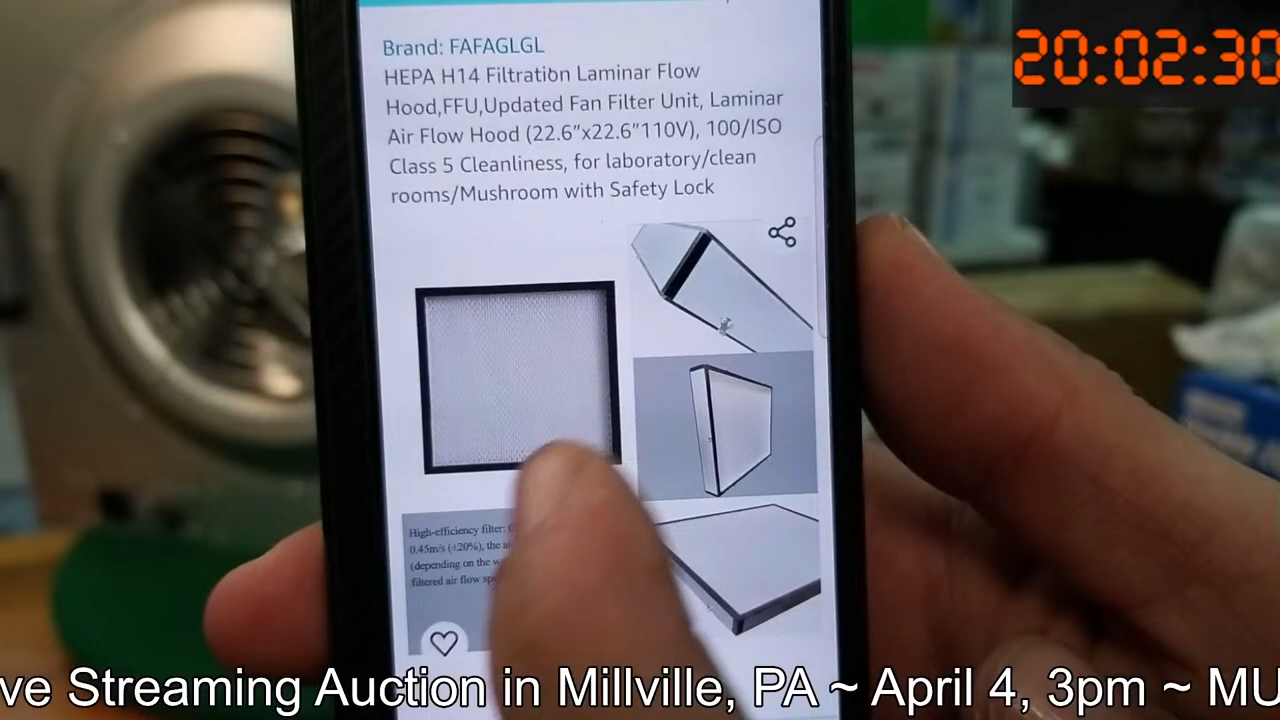 20:02:30
Brand: FAFAGLGL
HEPA H14 Filtration Laminar Flow
Hood,FFU,Updated Fan Filter Unit, Laminar
Air Flow Hood (22.6"x22.6"110V), 100/ISO
Class 5 Cleanliness, for laboratory/clean
rooms/Mushroom with Safety Lock
High-efficiency filter:
0.45m/s (±20%), the
(depending on the
filtered air flow
ve Streaming Auction in Millville, PA ~ April 4, 3pm ~ MU